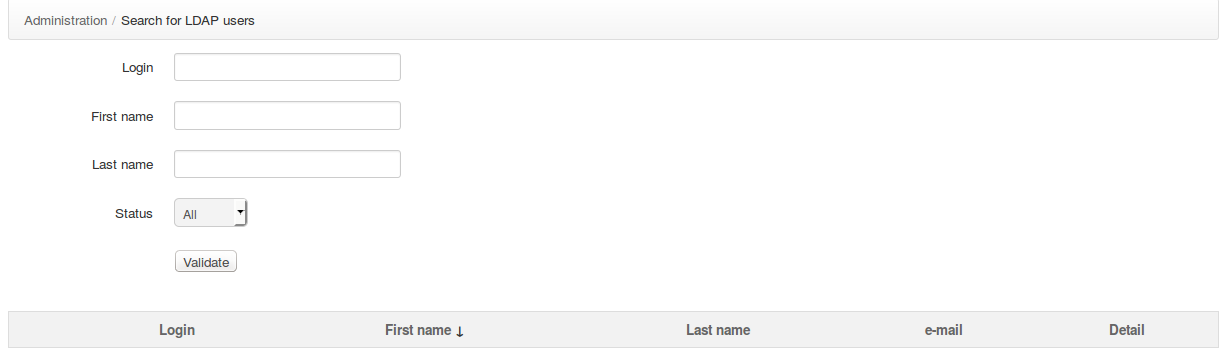 Administration / Search for LDAP users
Login
First name
Last name
Status All
Validate
Login First name ↓ Last name e-mail Detail